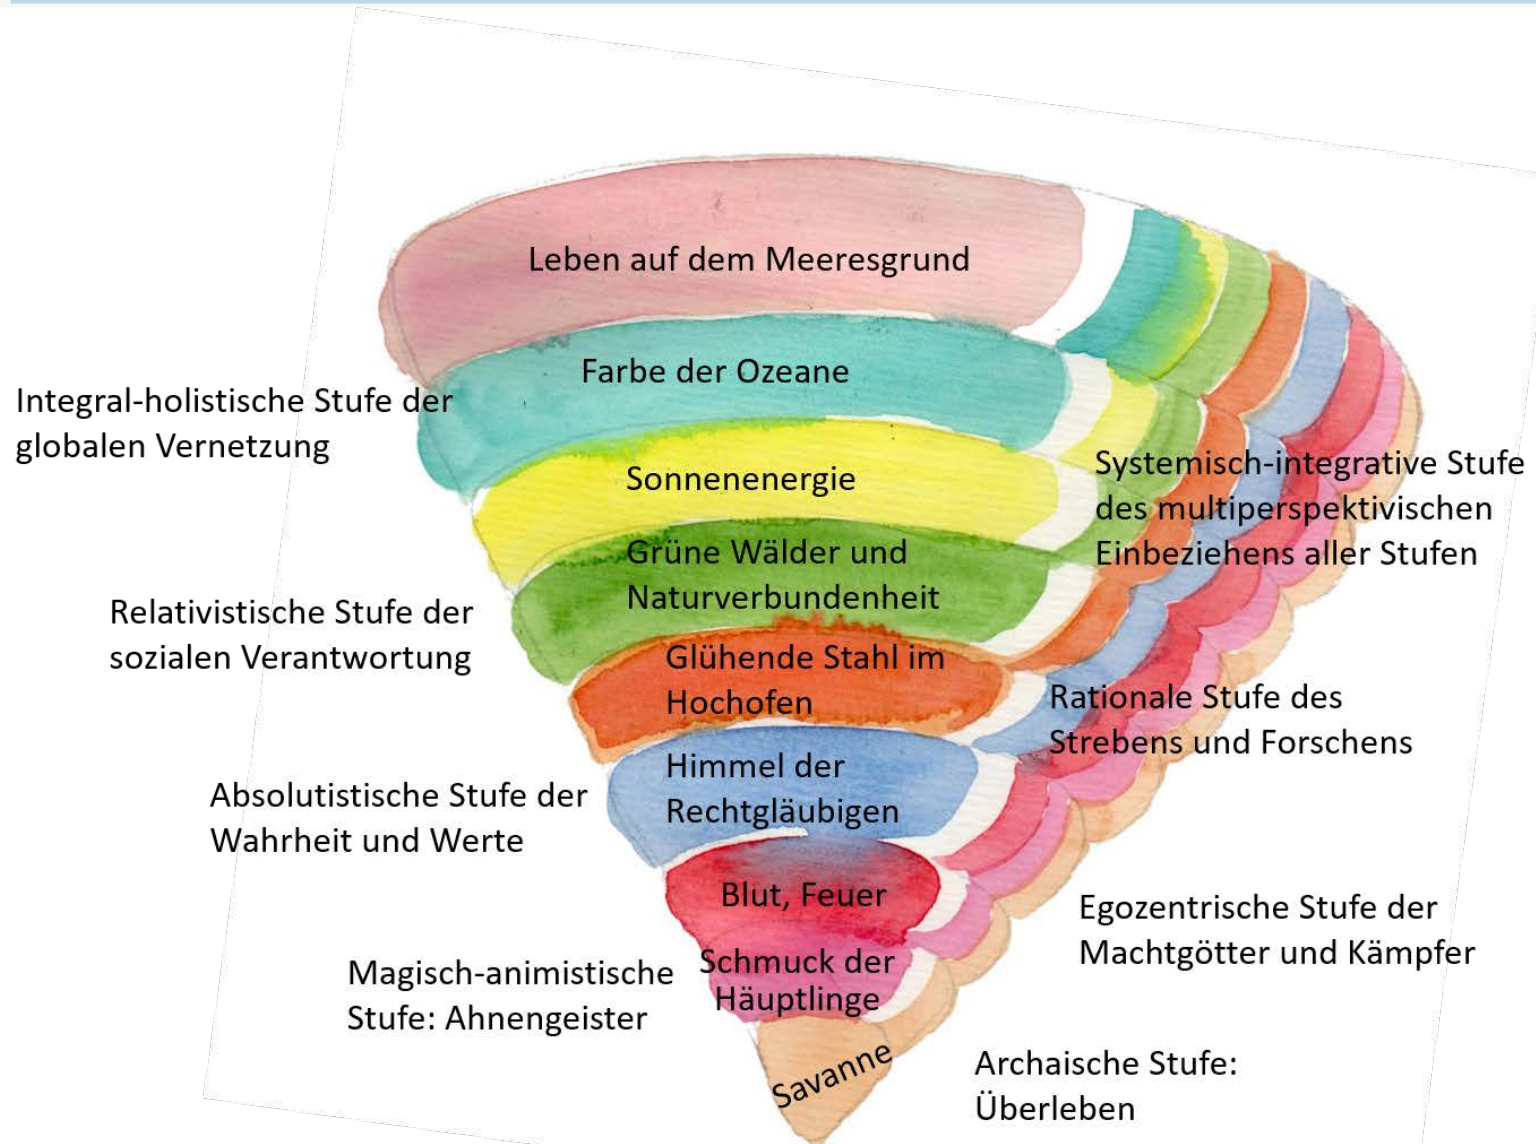 Leben auf dem Meeresgrund
Farbe der Ozeane
Integral-holistische Stufe der
globalen Vernetzung
Sonnenenergie
Systemisch-integrative Stufe
des multiperspektivischen
Einbeziehens aller Stufen
Grüne Wälder und
Naturverbundenheit
Relativistische Stufe der
sozialen Verantwortung
Glühende Stahl im
Hochofen
Rationale Stufe des
Strebens und Forschens
Himmel der
Rechtgläubigen
Absolutistische Stufe der
Wahrheit und Werte
Blut, Feuer
Egozentrische Stufe der
Machtgötter und Kämpfer
Schmuck der
Häuptlinge
Magisch-animistische
Stufe: Ahnengeister
Savanne
Archaische Stufe:
Überleben